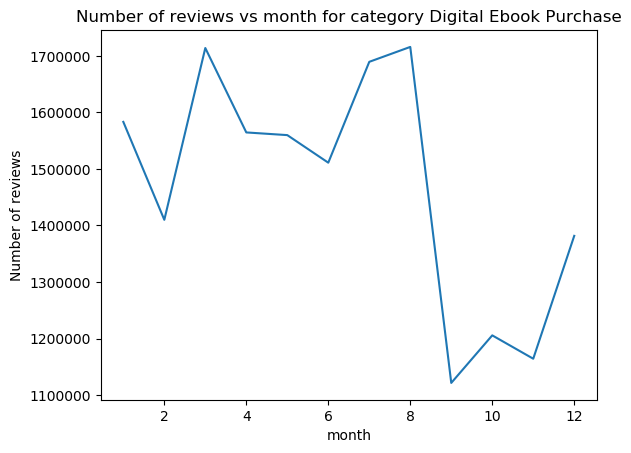 Number of reviews vs month for category Digital Ebook Purchase
1700000
1600000
1500000
1400000
1300000
1200000
1100000
Number of reviews
2 4 6 8 10 12
month